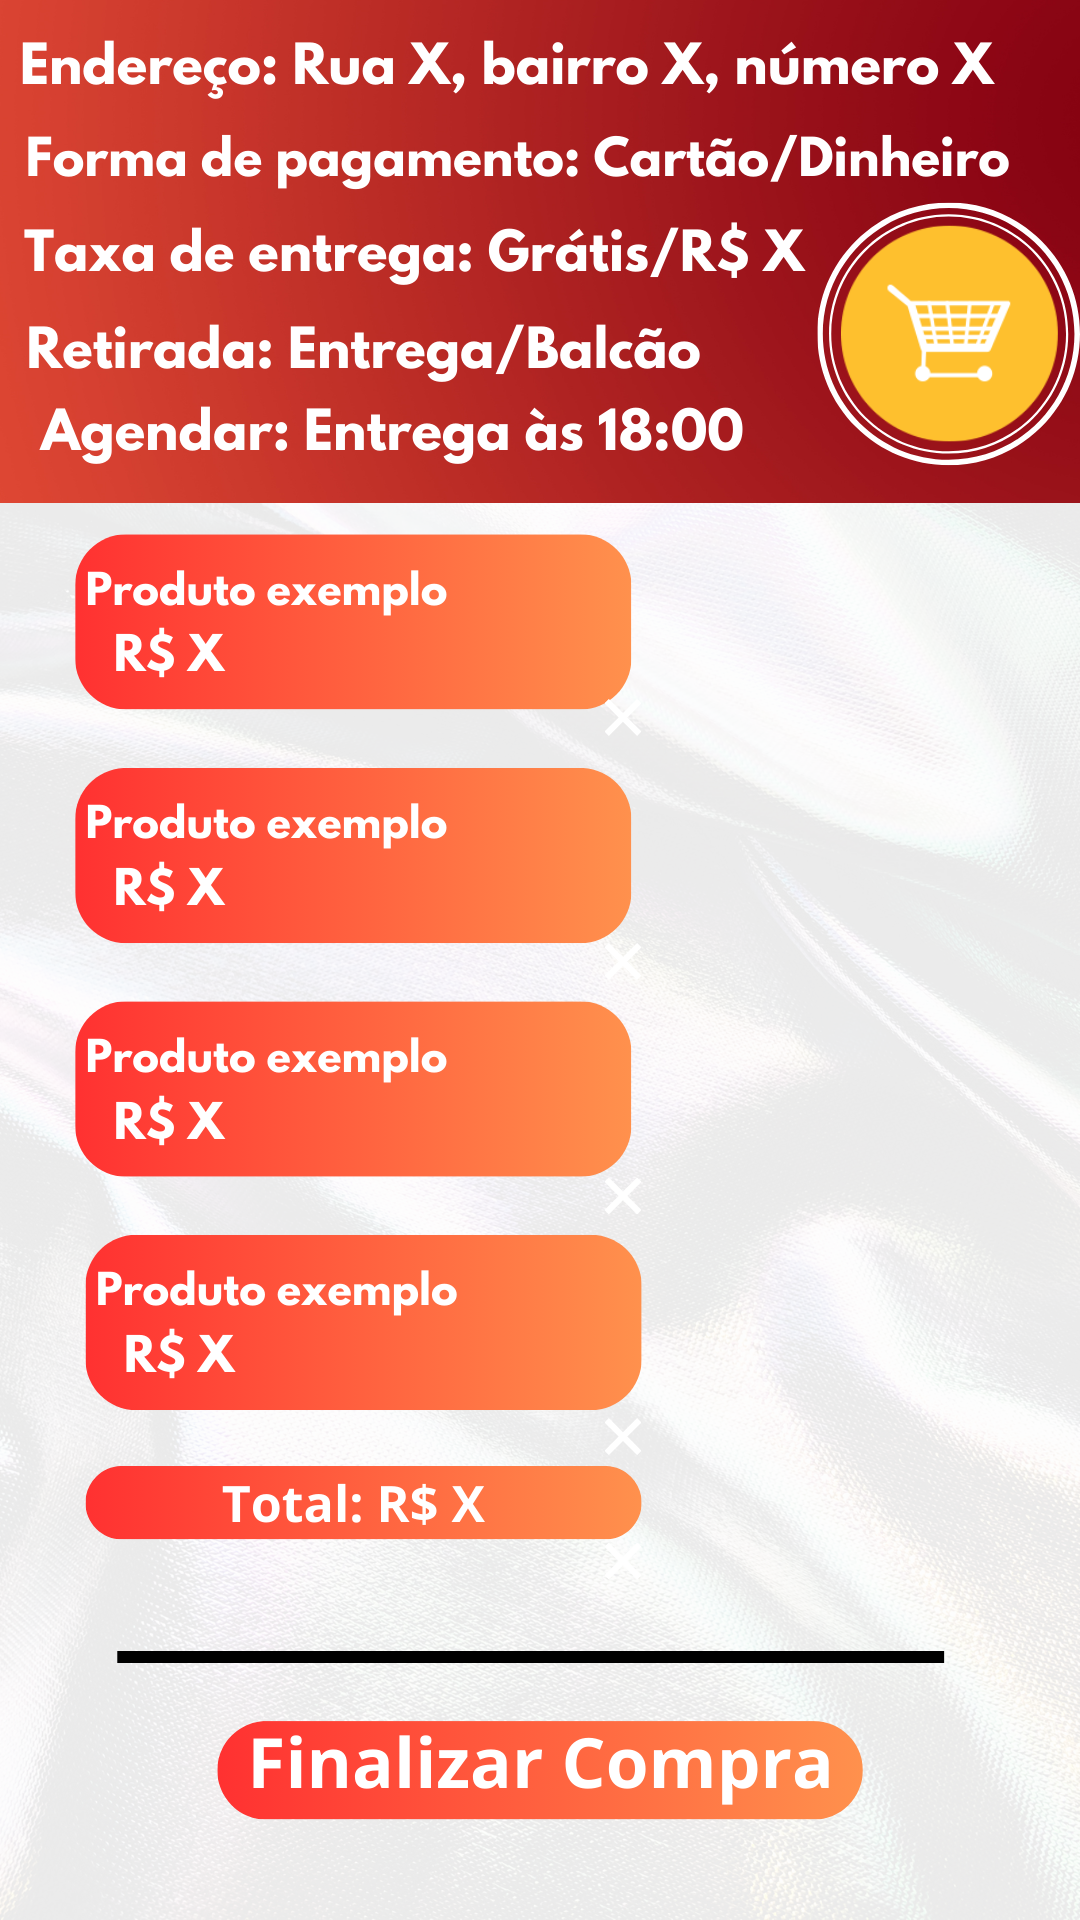 Endereço: Rua X, bairro X, número X
Forma de pagamento: Cartão/Dinheiro
Taxa de entrega: Grátis/R$ X
Retirada: Entrega/Balcão
Agendar: Entrega às 18:00
Produto exemplo
R$ X
Produto exemplo
R$ X
Produto exemplo
R$ X
Produto exemplo
R$ X
Total: R$ X
Finalizar Compra